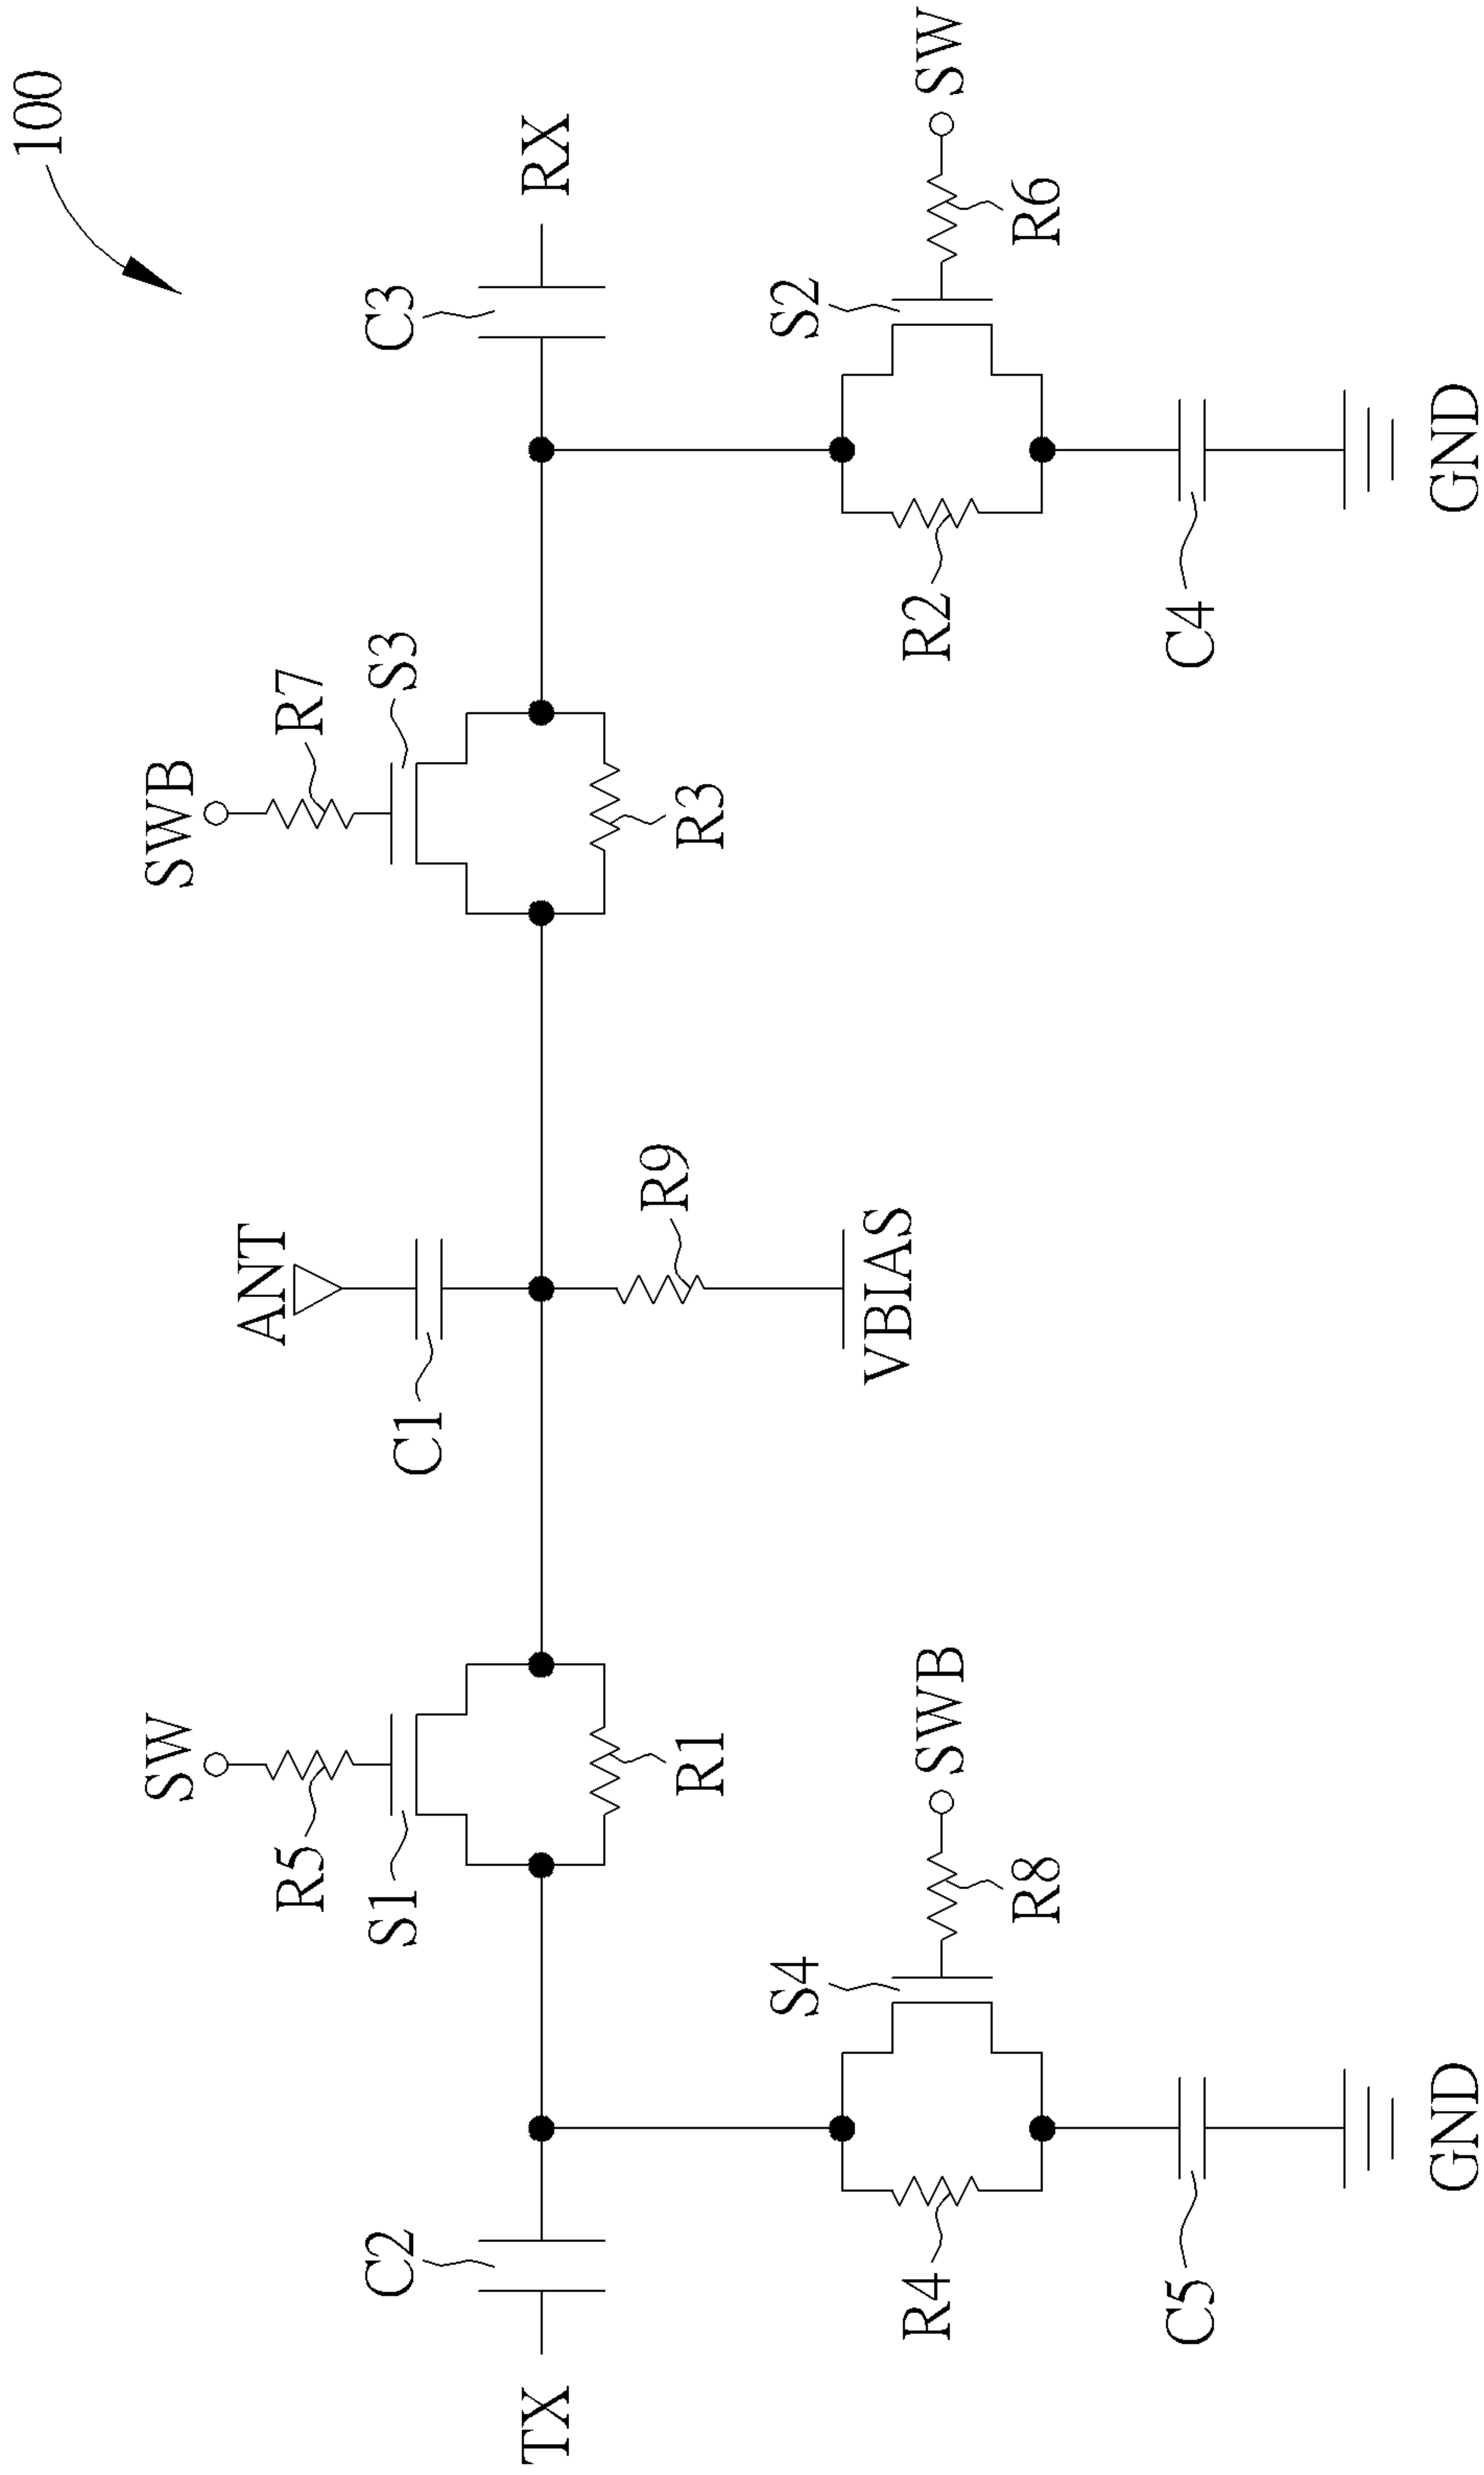 100
SW
SWB
R5
R7
ANT
S1
S3
C2
C1
C3
TX
RX
R1
R9
R3
S4
S2
VBIAS
R4
SWB
R2
SW
R8
R6
C5
C4
GND
GND